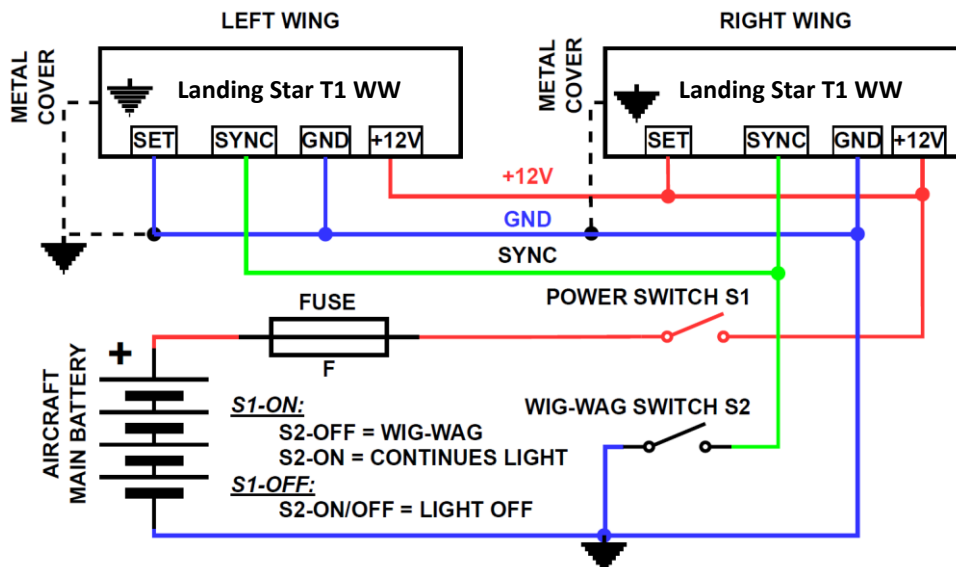 LEFT WING
RIGHT WING
METAL
COVER
Landing Star T1 WW
SET
SYNC
GND
+12V
METAL
COVER
Landing Star T1 WW
SET
SYNC
GND
+12V
+12V
GND
SYNC
FUSE
F
POWER SWITCH S1
+
AIRCRAFT
MAIN BATTERY
S1-ON:
S2-OFF = WIG-WAG
S2-ON = CONTINUES LIGHT
S1-OFF:
S2-ON/OFF = LIGHT OFF
WIG-WAG SWITCH S2